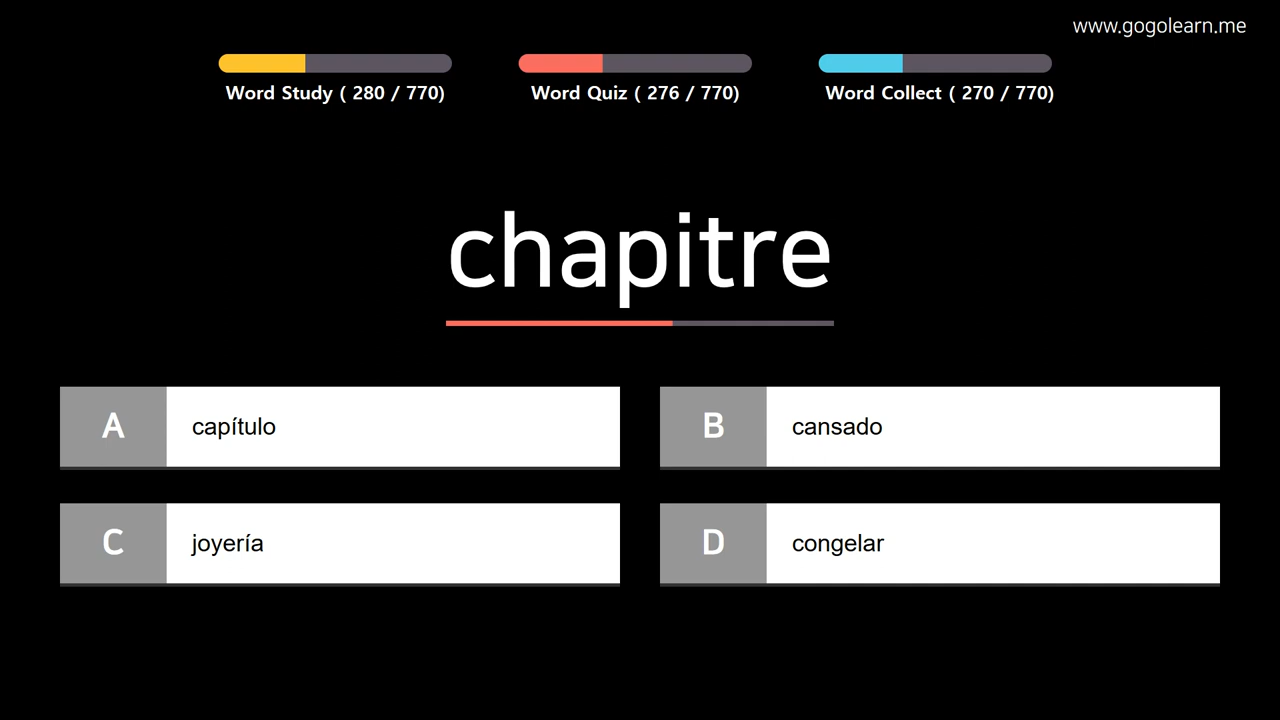 www.gogolearn.me
Word Study ( 280 / 770)
Word Quiz ( 276 / 770)
Word Collect ( 270 / 770)
chapitre
A capítulo
B cansado
C joyería
D congelar